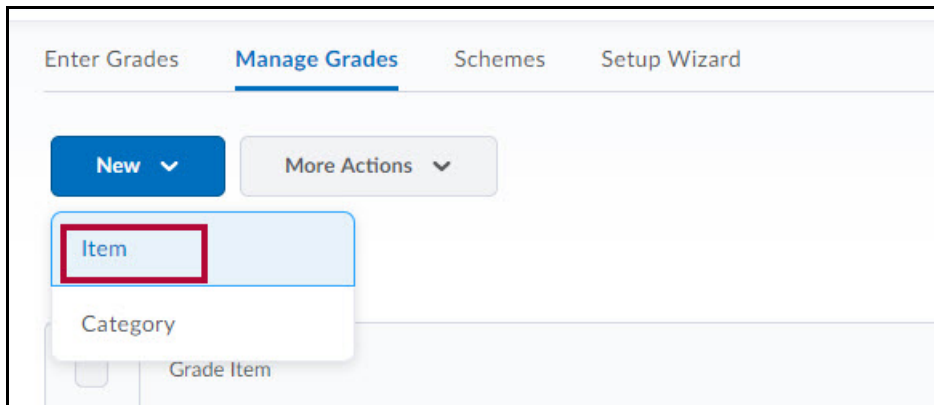 Enter Grades Manage Grades Schemes Setup Wizard
New More Actions
Item
Category
Grade Item